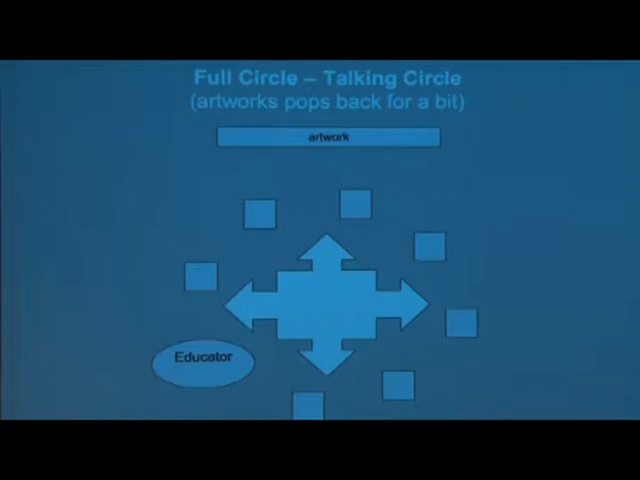 Full Circle – Talking Circle
(artworks pops back for a bit)
artwork
Educator